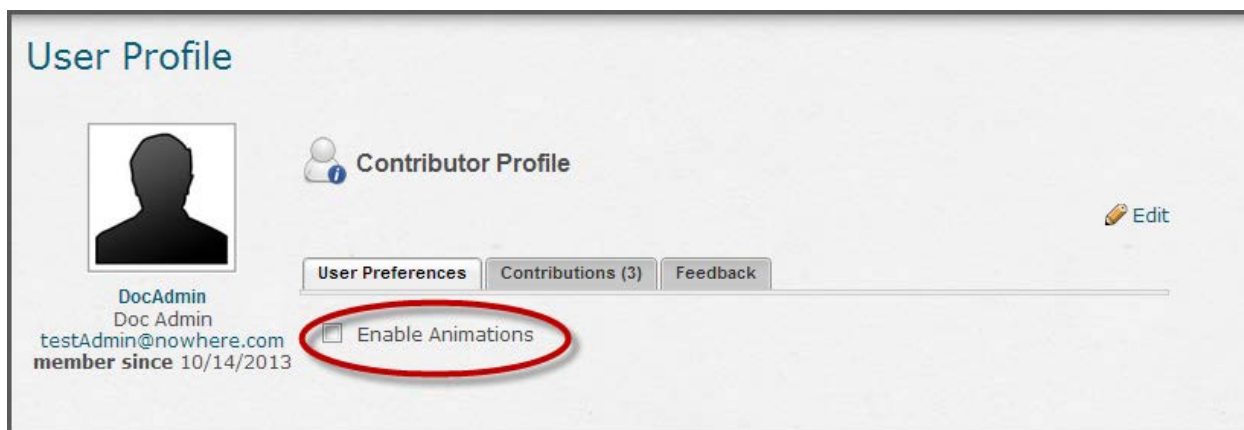 User Profile
Contributor Profile
Edit
User Preferences Contributions (3) Feedback
DocAdmin
Doc Admin
testAdmin@nowhere.com
member since 10/14/2013
Enable Animations